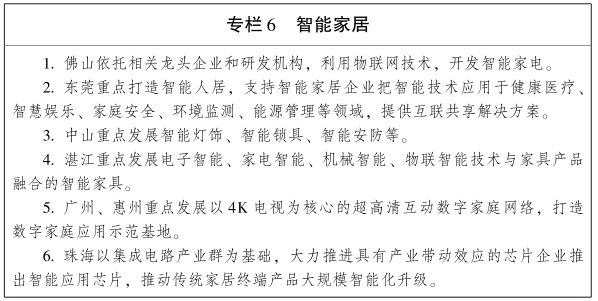 专栏6 智能家居
1. 佛山依托相关龙头企业和研发机构，利用物联网技术，开发智能家电。
2. 东莞重点打造智能人居，支持智能家居企业把智能技术应用于健康医疗、
智慧娱乐、家庭安全、环境监测、能源管理等领域，提供互联共享解决方案。
3. 中山重点发展智能灯饰、智能锁具、智能安防等。
4. 湛江重点发展电子智能、家电智能、机械智能、物联智能技术与家具产品
融合的智能家具。
5. 广州、惠州重点发展以4K电视为核心的超高清互动数字家庭网络，打造
数字家庭应用示范基地。
6. 珠海以集成电路产业群为基础，大力推进具有产业带动效应的芯片企业推
出智能应用芯片，推动传统家居终端产品大规模智能化升级。